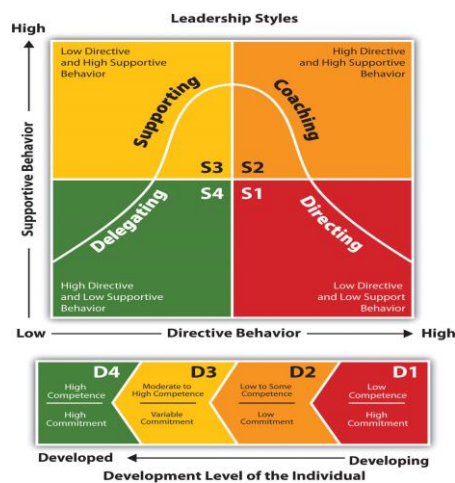 Leadership Styles
High
Low Directive
and High Supportive
Behavior
High Directive
and High Supportive
Behavior
Supporting
Coaching
S3
S2
Supportive Behavior
S4
S1
Delegating
Directing
High Directive
and Low Supportive
Behavior
Low Directive
and Low Support
Behavior
Low
Directive Behavior
High
D4
High
Competence
High
Commitment
D3
Moderate to
High Competence
Variable
Commitment
D2
Low to Some
Competence
Low
Commitment
D1
Low
Competence
High
Commitment
Developed
Developing
Development Level of the Individual